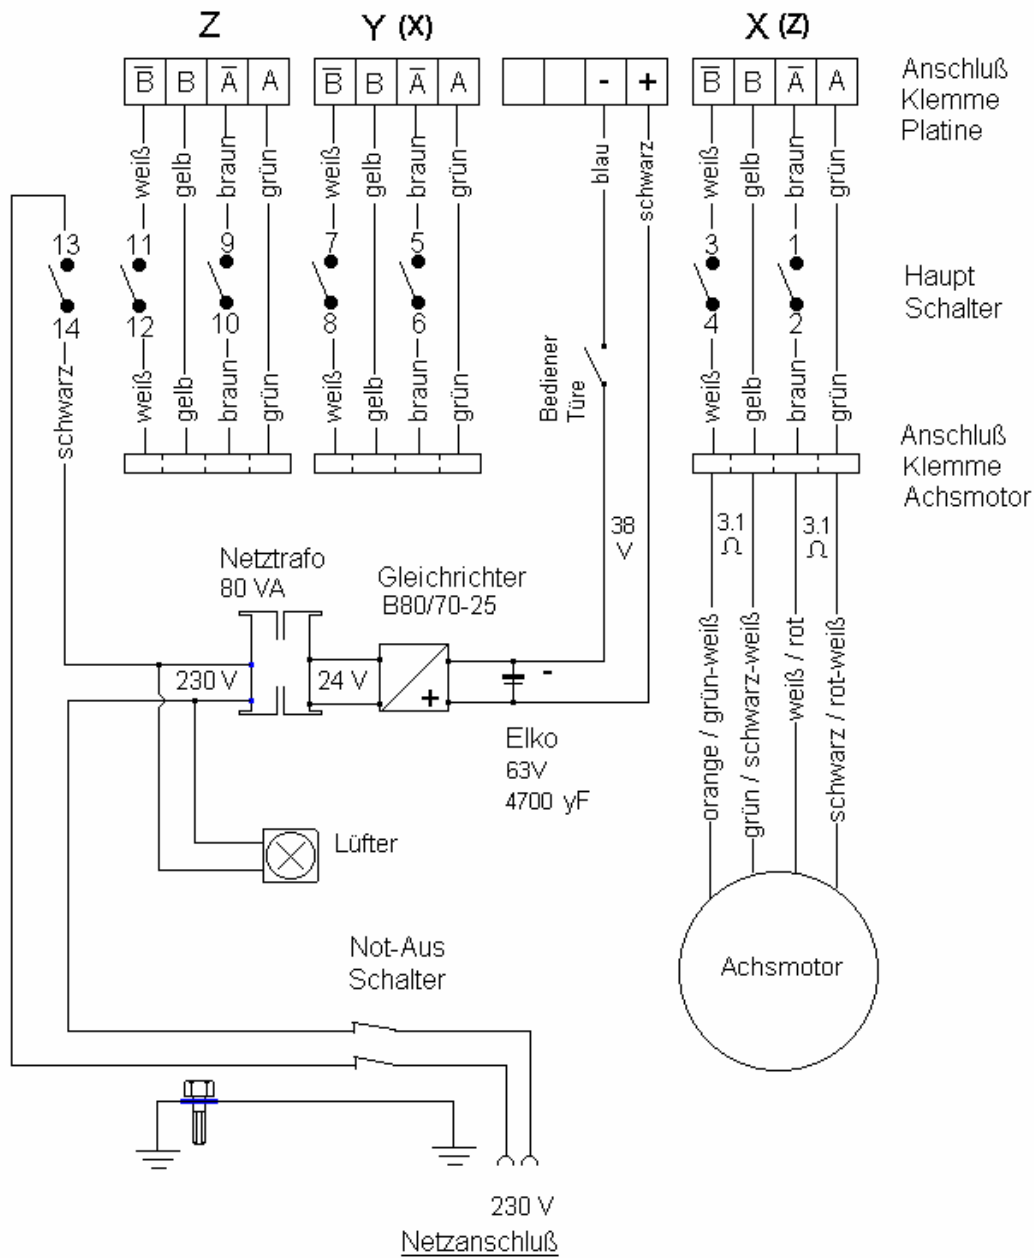 Z
Y (X)
X (Z)
B̅ B A̅ A
B̅ B A̅ A
- +
B̅ B A̅ A
Anschluß
Klemme
Platine
weiß
gelb
braun
grün
weiß
gelb
braun
grün
blau
schwarz
weiß
gelb
braun
grün
13
11
9
7
5
3
1
14
12
10
8
6
4
2
Haupt
Schalter
schwarz
weiß
gelb
braun
grün
weiß
gelb
braun
grün
Bediener
Türe
weiß
gelb
braun
grün
Anschluß
Klemme
Achsmotor
38
V
3.1
Ω
3.1
Ω
Netztrafo
80 VA
Gleichrichter
B80/70-25
230 V
24 V
+
-
Elko
63V
4700 yF
orange / grün-weiß
grün / schwarz-weiß
weiß / rot
schwarz / rot-weiß
Lüfter
Not-Aus
Schalter
Achsmotor
230 V
Netzanschluß